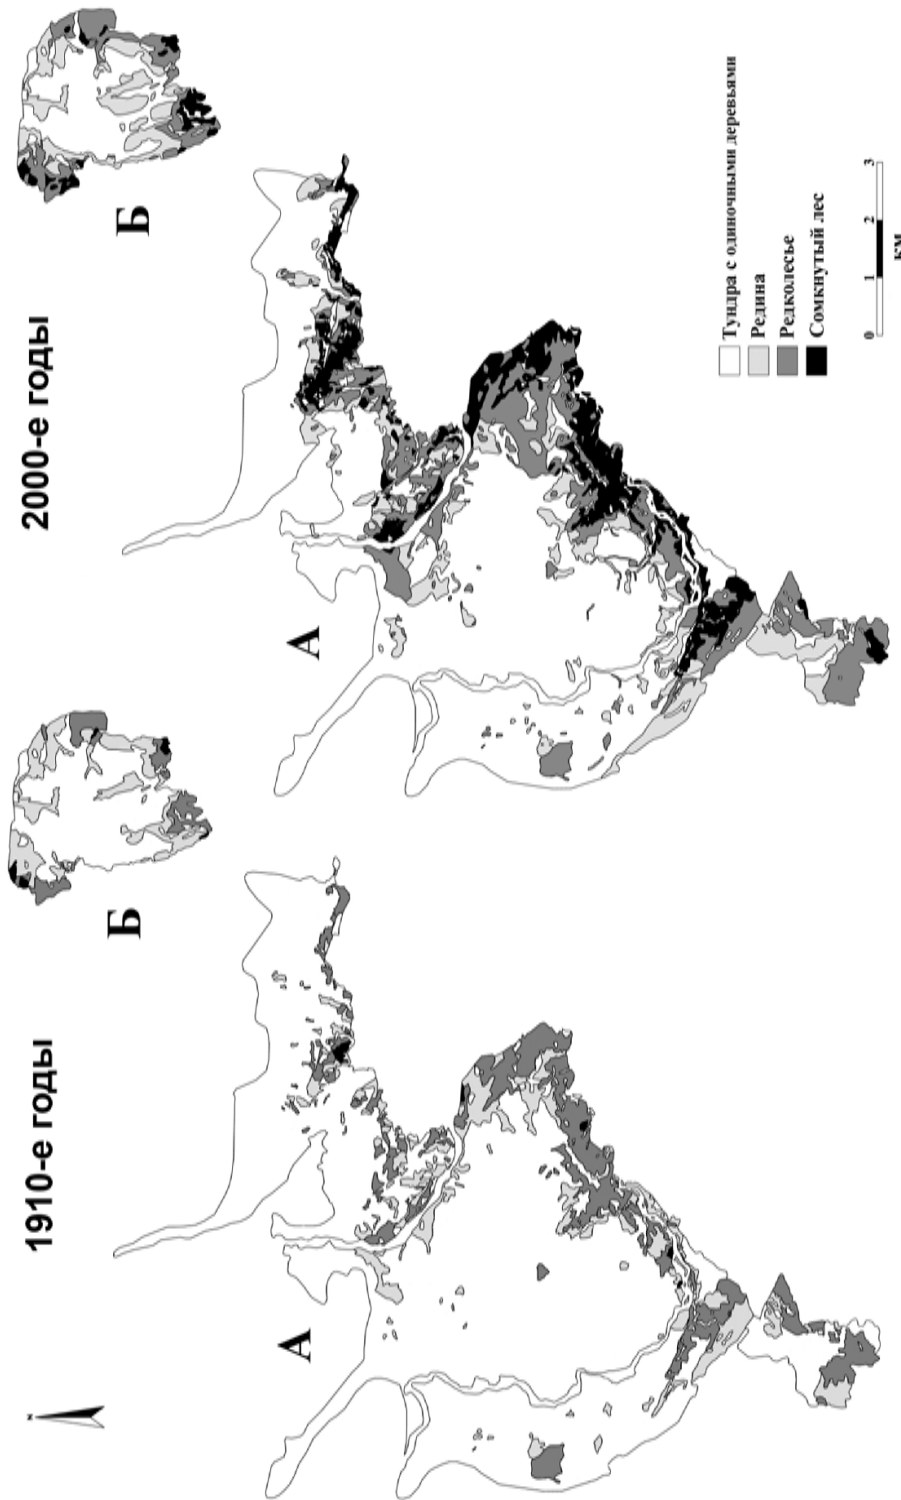 1910-е годы
2000-е годы
А
Б
А
Б
Тундра с одиночными деревьями
Редина
Редколесье
Сомкнутый лес
0 1 2 3
км